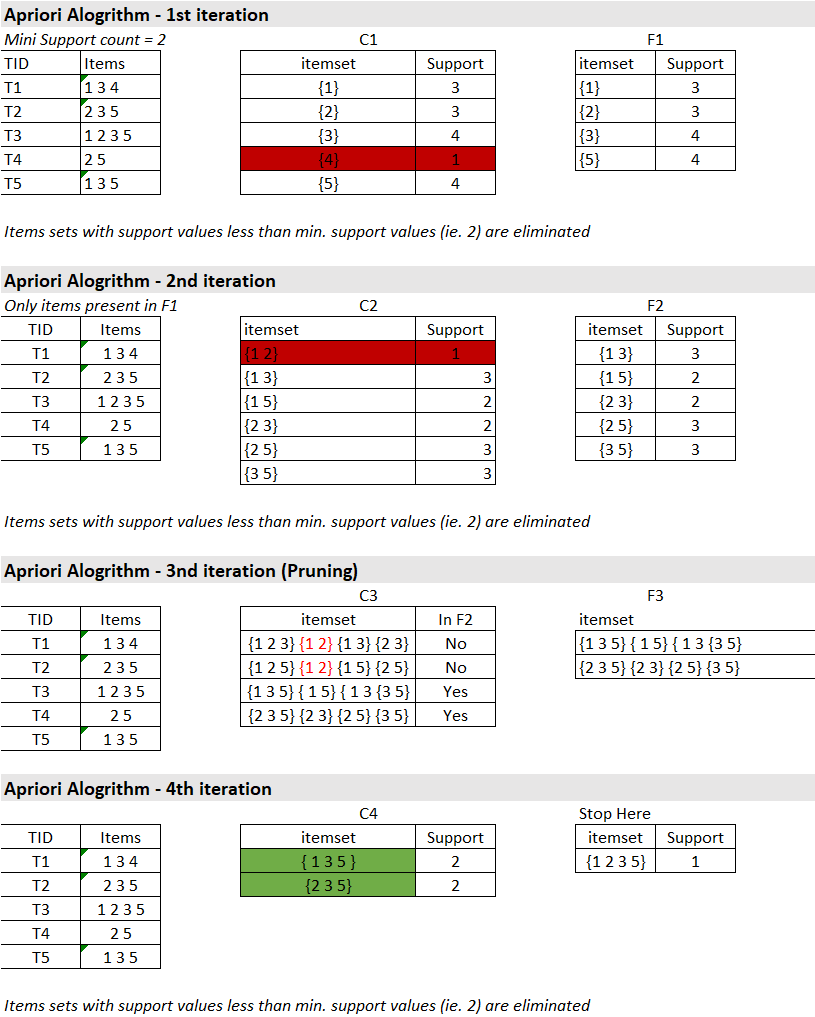 Apriori Alogrithm - 1st iteration
Mini Support count = 2 C1 F1
TID Items itemset Support itemset Support
T1 1 3 4 {1} 3 {1} 3
T2 2 3 5 {2} 3 {2} 3
T3 1 2 3 5 {3} 4 {3} 4
T4 2 5 {4} 1 {5} 4
T5 1 3 5 {5} 4
Items sets with support values less than min. support values (ie. 2) are eliminated
Apriori Alogrithm - 2nd iteration
Only items present in F1 C2 F2
TID Items itemset Support itemset Support
T1 1 3 4 {1 2} 1 {1 3} 3
T2 2 3 5 {1 3} 3 {1 5} 2
T3 1 2 3 5 {1 5} 2 {2 3} 2
T4 2 5 {2 3} 2 {2 5} 3
T5 1 3 5 {2 5} 3 {3 5} 3
{3 5} 3
Items sets with support values less than min. support values (ie. 2) are eliminated
Apriori Alogrithm - 3nd iteration (Pruning)
C3 F3
TID Items itemset In F2 itemset
T1 1 3 4 {1 2 3} {1 2} {1 3} {2 3} No {1 3 5} { 1 5} { 1 3 {3 5}
T2 2 3 5 {1 2 5} {1 2} {1 5} {2 5} No {2 3 5} {2 3} {2 5} {3 5}
T3 1 2 3 5 {1 3 5} { 1 5} { 1 3 {3 5} Yes
T4 2 5 {2 3 5} {2 3} {2 5} {3 5} Yes
T5 1 3 5
Apriori Alogrithm - 4th iteration
C4 Stop Here
TID Items itemset Support itemset Support
T1 1 3 4 { 1 3 5 } 2 {1 2 3 5} 1
T2 2 3 5 {2 3 5} 2
T3 1 2 3 5
T4 2 5
T5 1 3 5
Items sets with support values less than min. support values (ie. 2) are eliminated